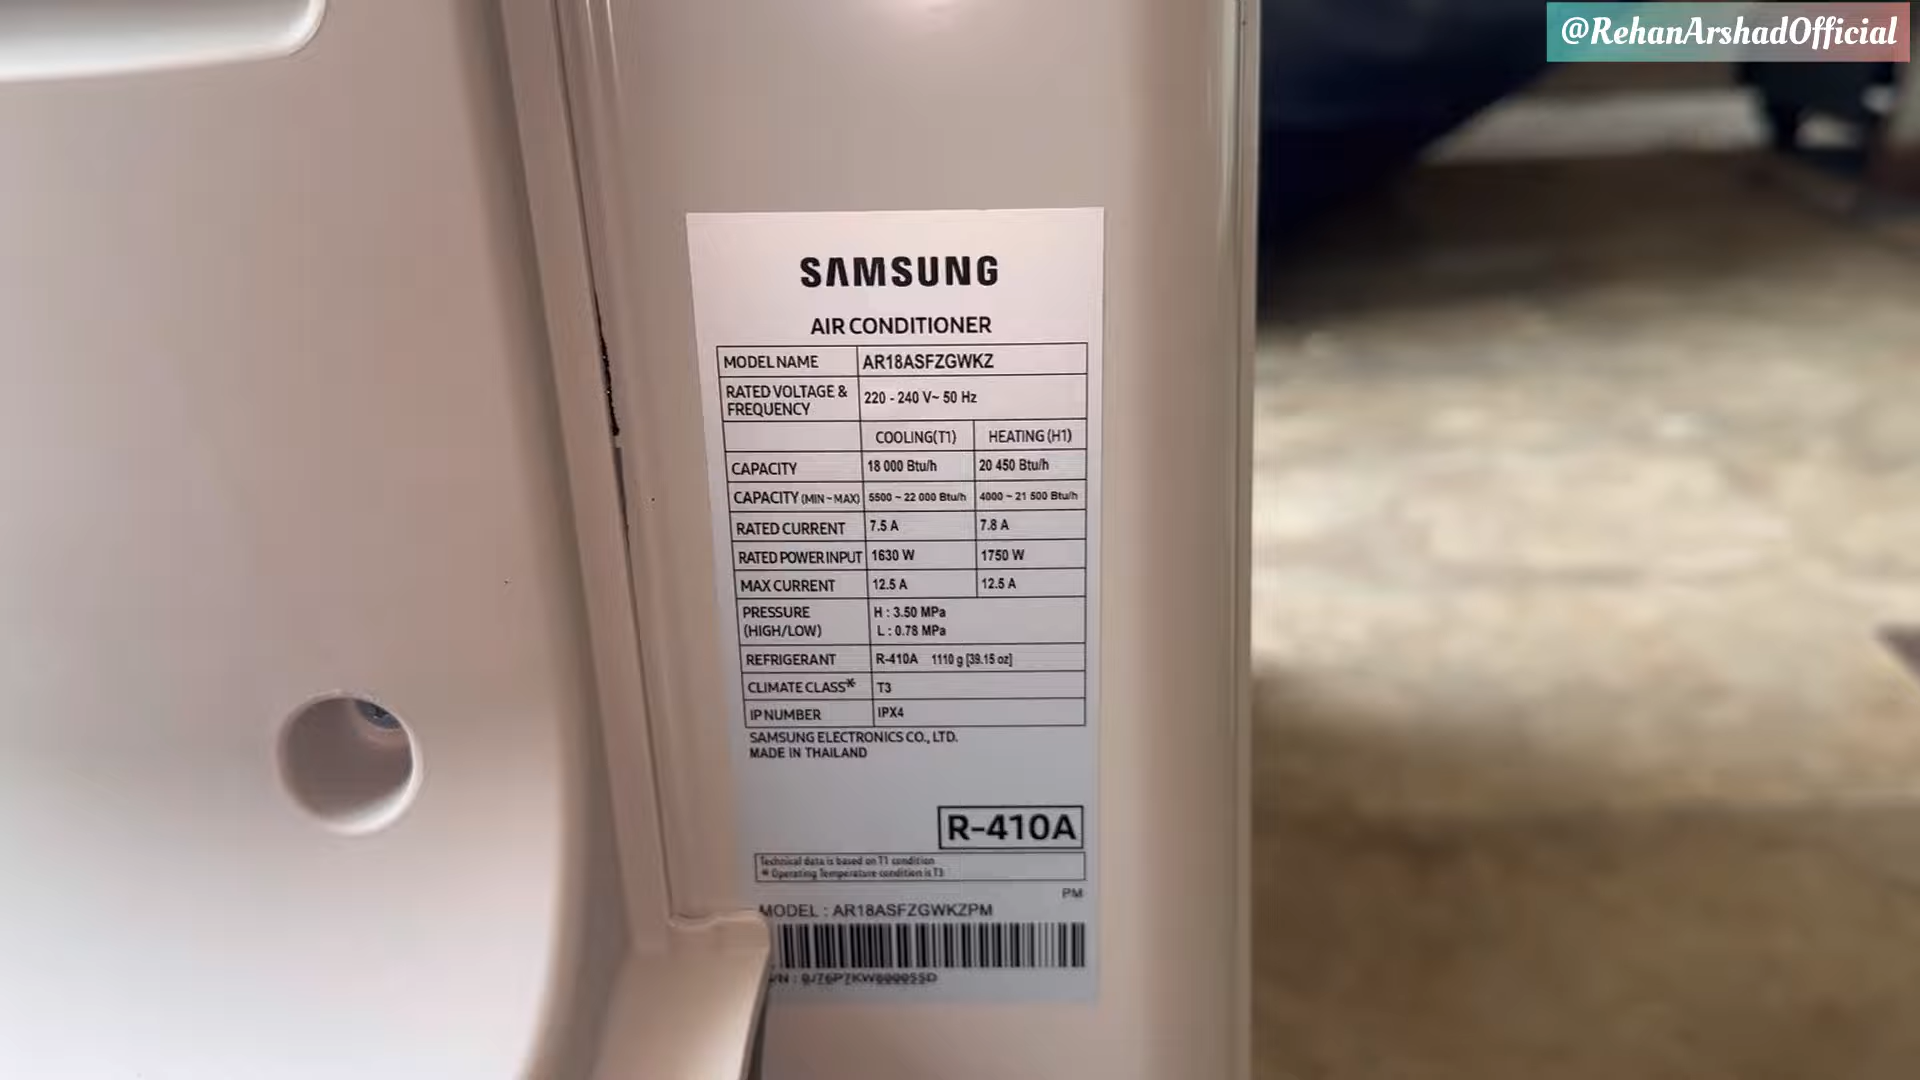 @RehanArshadOfficial
SAMSUNG
AIR CONDITIONER
MODEL NAME AR18ASFZGWKZ
RATED VOLTAGE & FREQUENCY 220 - 240 V~ 50 Hz
COOLING(T1) HEATING (H1)
CAPACITY 18 000 Btu/h 20 450 Btu/h
CAPACITY (MIN ~ MAX) 5500 ~ 22 000 Btu/h 4000 ~ 21 500 Btu/h
RATED CURRENT 7.5 A 7.8 A
RATED POWER INPUT 1630 W 1750 W
MAX CURRENT 12.5 A 12.5 A
PRESSURE H : 3.50 MPa
(HIGH/LOW) L : 0.78 MPa
REFRIGERANT R-410A 1110 g [39.15 oz]
CLIMATE CLASS* T3
IP NUMBER IPX4
SAMSUNG ELECTRONICS CO., LTD.
MADE IN THAILAND
R-410A
Technical data is based on T1 condition
* Operating Temperature condition is T3
PM
MODEL : AR18ASFZGWKZPM